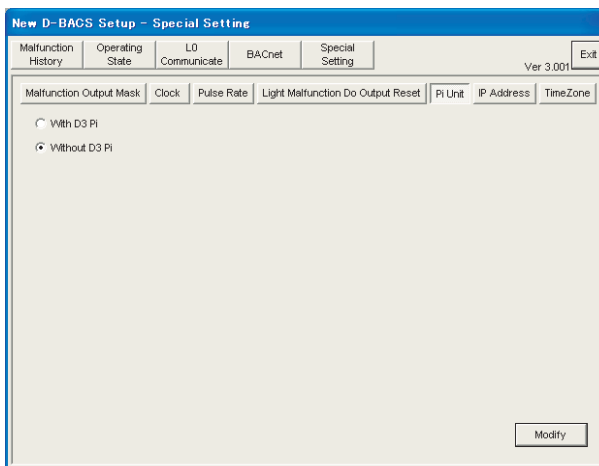 New D-BACS Setup - Special Setting
Malfunction History
Operating State
L0 Communicate
BACnet
Special Setting
Ver 3.001
Exit
Malfunction Output Mask
Clock
Pulse Rate
Light Malfunction Do Output Reset
Pi Unit
IP Address
TimeZone
With D3 Pi
Without D3 Pi
Modify